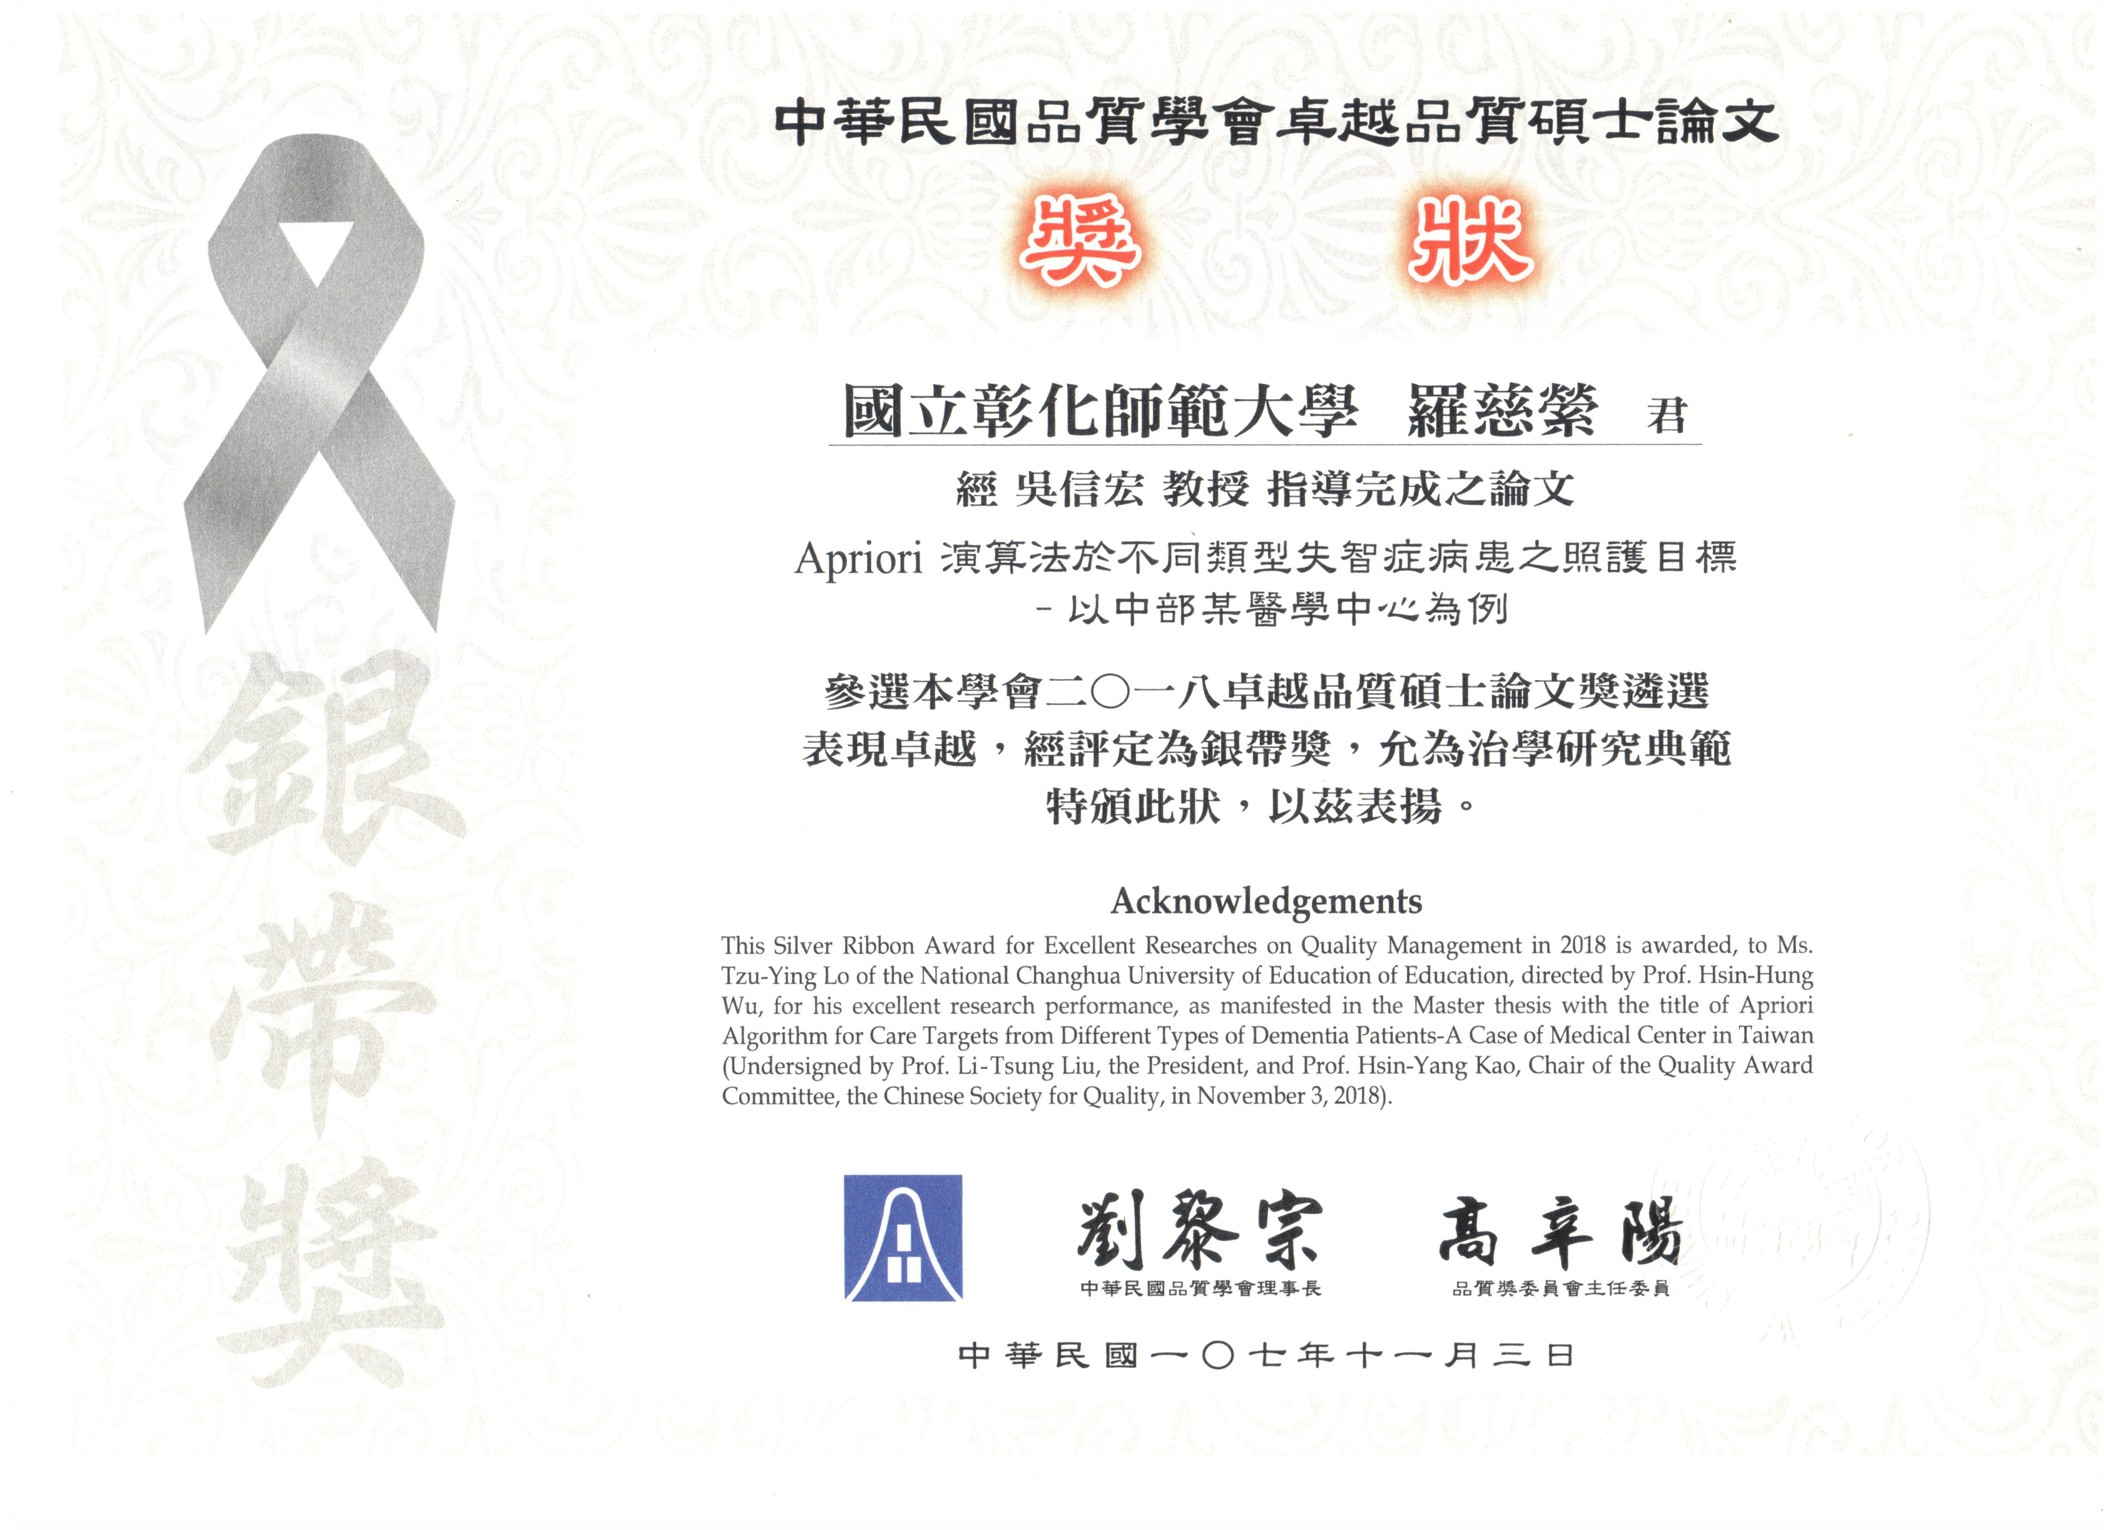 中華民國品質學會卓越品質碩士論文
獎 狀
國立彰化師範大學 羅慈縈 君
經 吳信宏 教授 指導完成之論文
Apriori 演算法於不同類型失智症病患之照護目標
－以中部某醫學中心為例
參選本學會二〇一八卓越品質碩士論文獎遴選
表現卓越，經評定為銀帶獎，允為治學研究典範
特頒此狀，以茲表揚。
Acknowledgements
This Silver Ribbon Award for Excellent Researches on Quality Management in 2018 is awarded, to Ms.
Tzu-Ying Lo of the National Changhua University of Education of Education, directed by Prof. Hsin-Hung
Wu, for his excellent research performance, as manifested in the Master thesis with the title of Apriori
Algorithm for Care Targets from Different Types of Dementia Patients-A Case of Medical Center in Taiwan
(Undersigned by Prof. Li-Tsung Liu, the President, and Prof. Hsin-Yang Kao, Chair of the Quality Award
Committee, the Chinese Society for Quality, in November 3, 2018).
劉黎宗
中華民國品質學會理事長
高辛陽
品質獎委員會主任委員
中華民國一〇七年十一月三日
銀帶獎